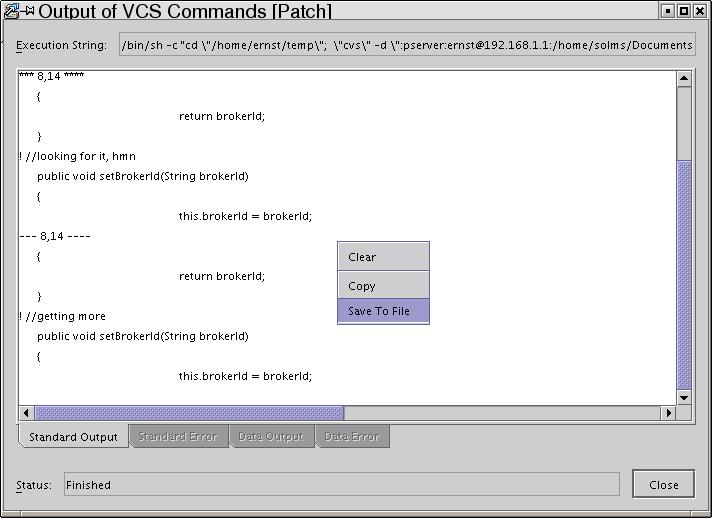 Output of VCS Commands [Patch]
Execution String: /bin/sh -c "cd \"/home/ernst/temp\"; \"cvs\" -d \":pserver:ernst@192.168.1.1:/home/solms/Documents
*** 8,14 ****
{
return brokerId;
}
! //looking for it, hmn
public void setBrokerId(String brokerId)
{
this.brokerId = brokerId;
--- 8,14 ----
{
return brokerId;
}
! //getting more
public void setBrokerId(String brokerId)
{
this.brokerId = brokerId;
Clear
Copy
Save To File
Standard Output Standard Error Data Output Data Error
Status: Finished Close